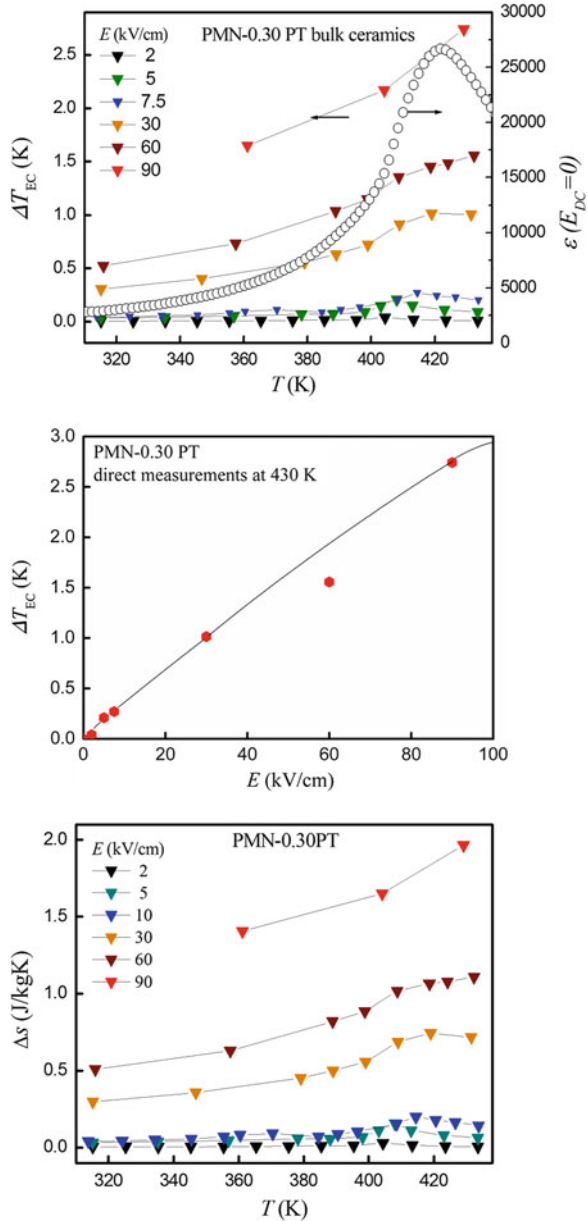 E (kV/cm)
PMN-0.30 PT bulk ceramics
2
5
7.5
30
60
90
ΔT_EC (K)
2.5
2.0
1.5
1.0
0.5
0.0
30000
25000
20000
15000
10000
5000
0
ε (E_DC=0)
320 340 360 380 400 420
T (K)
PMN-0.30 PT
direct measurements at 430 K
ΔT_EC (K)
3.0
2.5
2.0
1.5
1.0
0.5
0.0
0 20 40 60 80 100
E (kV/cm)
PMN-0.30PT
E (kV/cm)
2
5
10
30
60
90
Δs (J/kgK)
2.0
1.5
1.0
0.5
0.0
320 340 360 380 400 420
T (K)